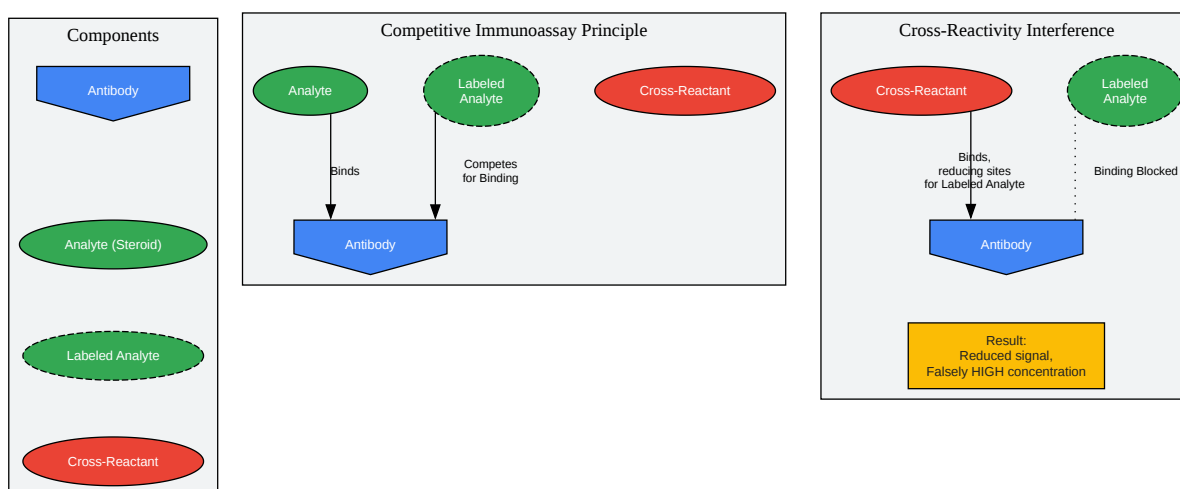 Components
Antibody
Analyte (Steroid)
Labeled Analyte
Cross-Reactant
Competitive Immunoassay Principle
Analyte
Labeled
Analyte
Cross-Reactant
Binds
Competes
for Binding
Antibody
Cross-Reactivity Interference
Cross-Reactant
Labeled
Analyte
Binds,
reducing sites
for Labeled Analyte
Binding Blocked
Antibody
Result:
Reduced signal,
Falsely HIGH concentration